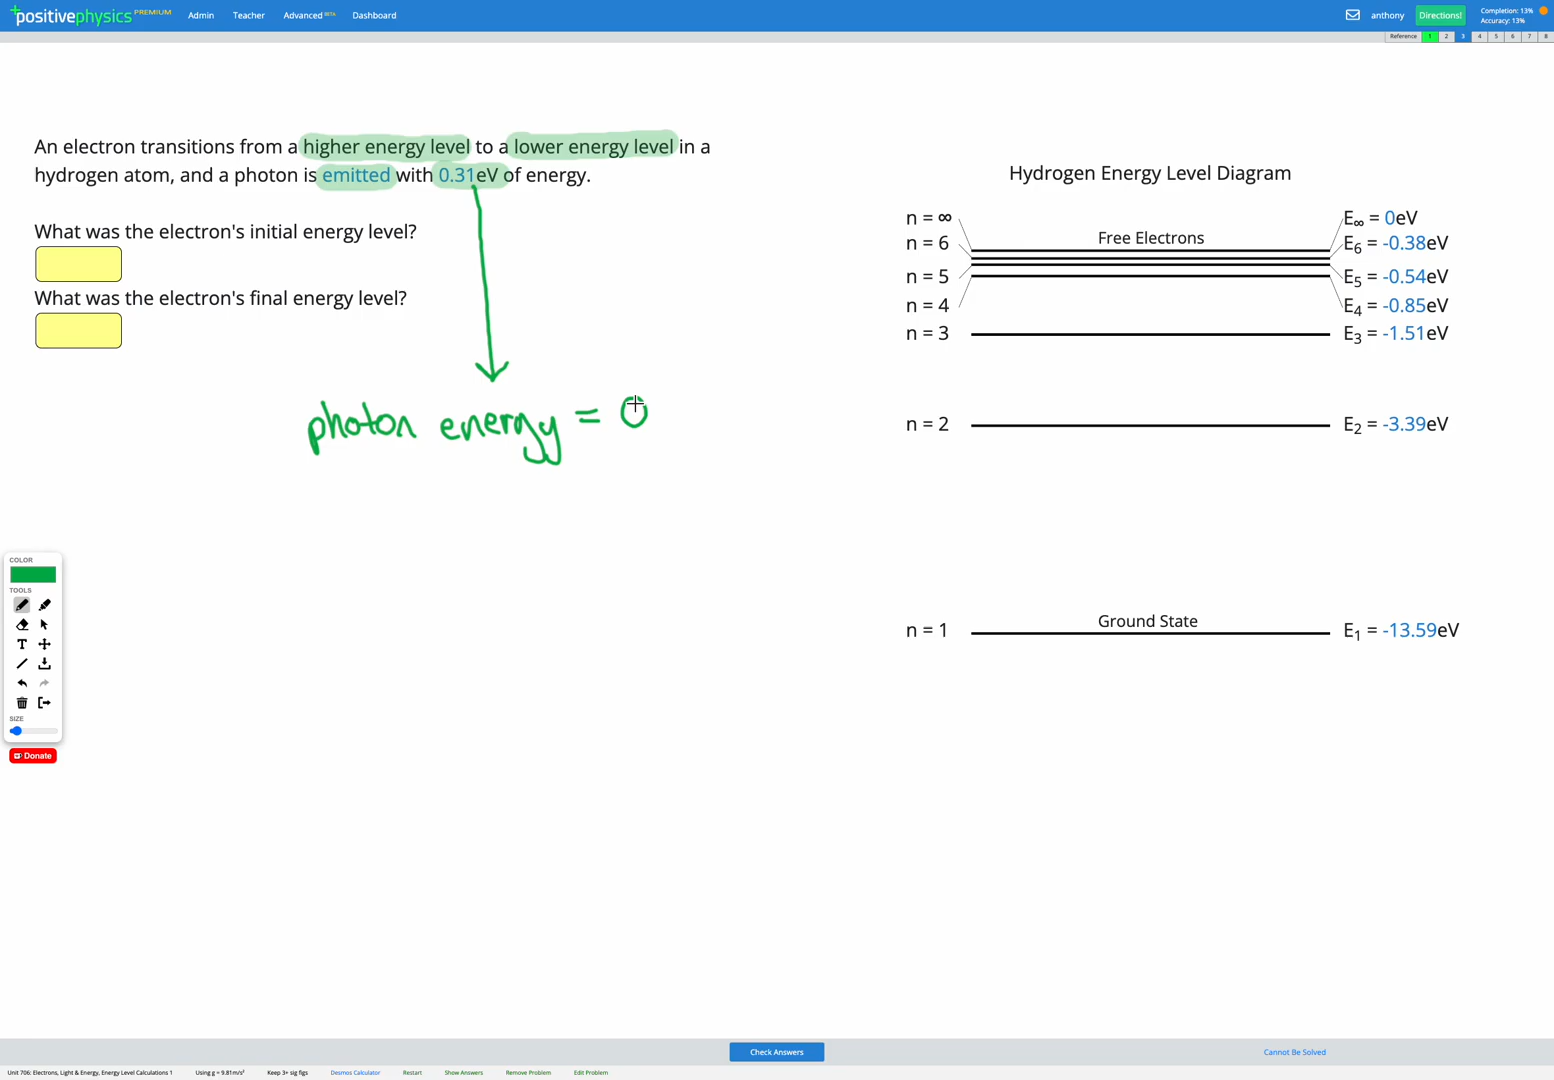 +positivephysics PREMIUM Admin Teacher Advanced BETA Dashboard anthony Directions! Completion: 13%
Accuracy: 13%
Reference 1 2 3 4 5 6 7 8
An electron transitions from a higher energy level to a lower energy level in a
hydrogen atom, and a photon is emitted with 0.31eV of energy.
What was the electron's initial energy level?
What was the electron's final energy level?
photon energy = 0
Hydrogen Energy Level Diagram
n = ∞ E∞ = 0eV
Free Electrons
n = 6 E6 = -0.38eV
n = 5 E5 = -0.54eV
n = 4 E4 = -0.85eV
n = 3 E3 = -1.51eV
n = 2 E2 = -3.39eV
Ground State
n = 1 E1 = -13.59eV
COLOR
TOOLS
T
SIZE
Donate
Check Answers Cannot Be Solved
Unit 706: Electrons, Light & Energy, Energy Level Calculations 1 Using g = 9.81m/s² Keep 3+ sig figs Desmos Calculator Restart Show Answers Remove Problem Edit Problem